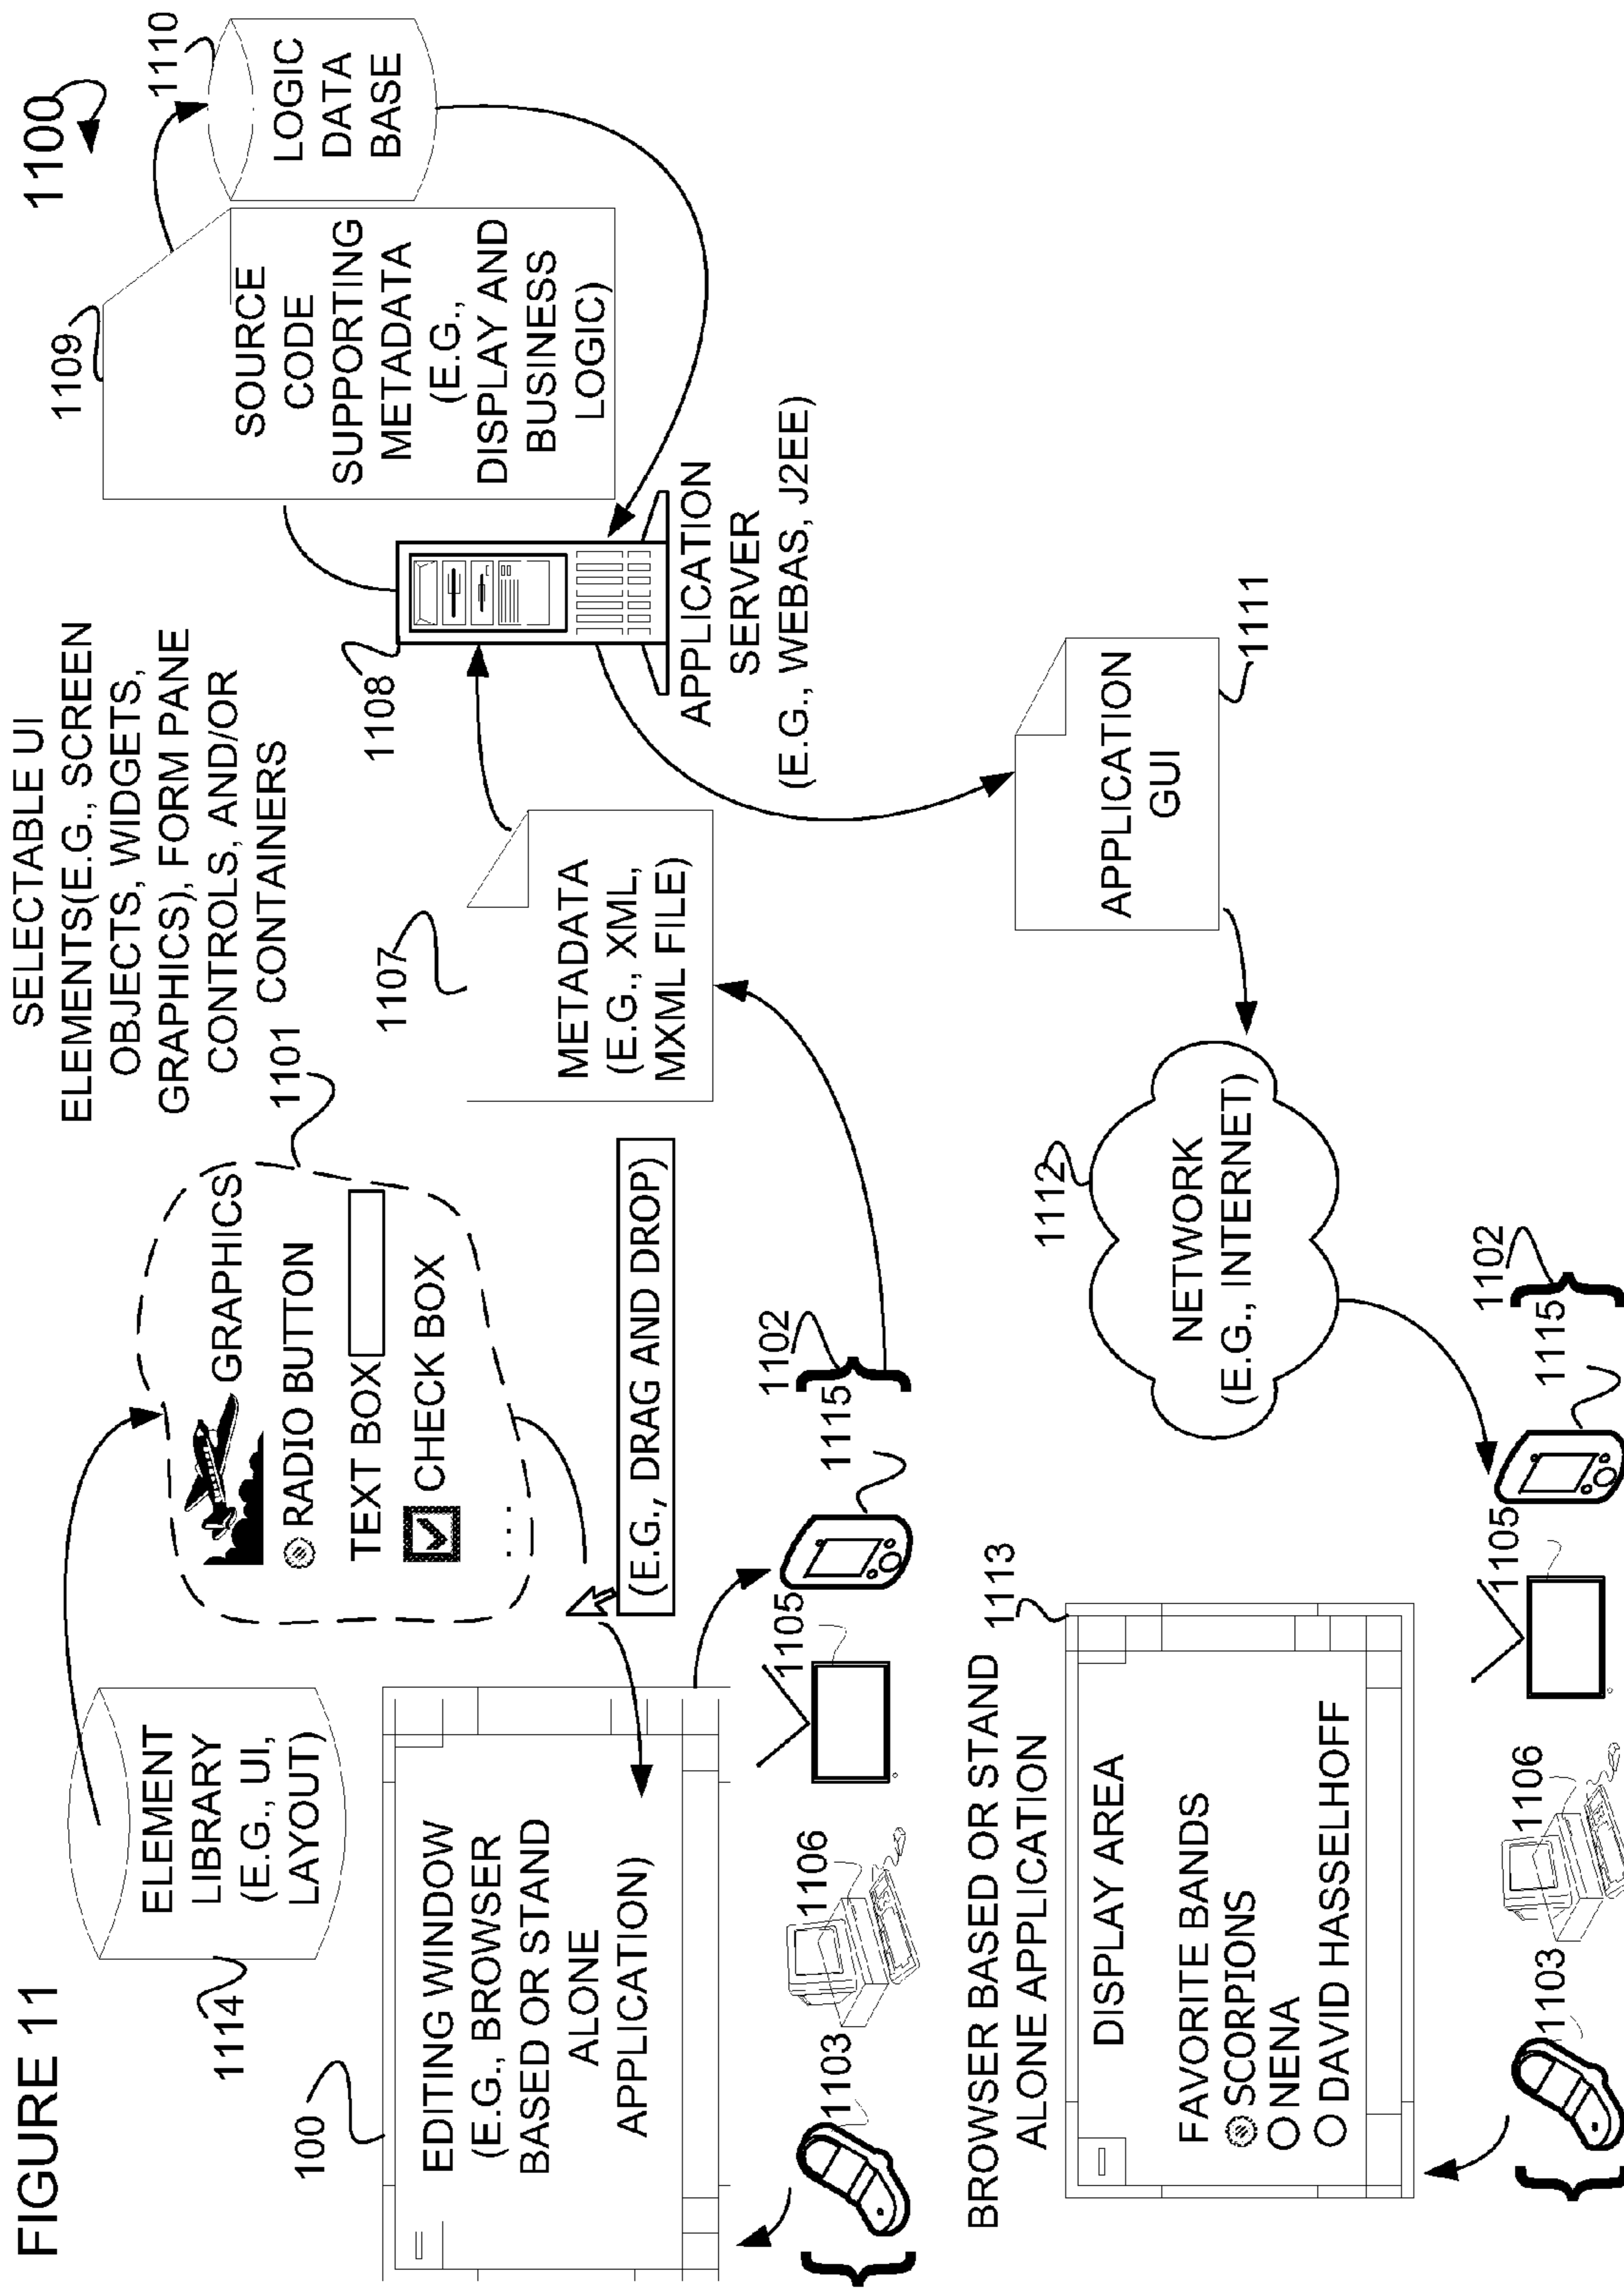 FIGURE 11
1100
1114
ELEMENT
LIBRARY
(E.G., UI,
LAYOUT)
GRAPHICS
RADIO BUTTON
TEXT BOX
CHECK BOX
. . .
1101
SELECTABLE UI
ELEMENTS(E.G., SCREEN
OBJECTS, WIDGETS,
GRAPHICS), FORM PANE
CONTROLS, AND/OR
CONTAINERS
1109
SOURCE
CODE
SUPPORTING
METADATA
(E.G.,
DISPLAY AND
BUSINESS
LOGIC)
1110
LOGIC
DATA
BASE
100
EDITING WINDOW
(E.G., BROWSER
BASED OR STAND
ALONE
APPLICATION)
(E.G., DRAG AND DROP)
1107
METADATA
(E.G., XML,
MXML FILE)
1108
APPLICATION
SERVER
(E.G., WEBAS, J2EE)
1103
1106
1105
1115
1102
BROWSER BASED OR STAND
ALONE APPLICATION
1113
DISPLAY AREA
FAVORITE BANDS
SCORPIONS
NENA
DAVID HASSELHOFF
1112
NETWORK
(E.G., INTERNET)
APPLICATION
GUI
1111
1103
1106
1105
1115
1102